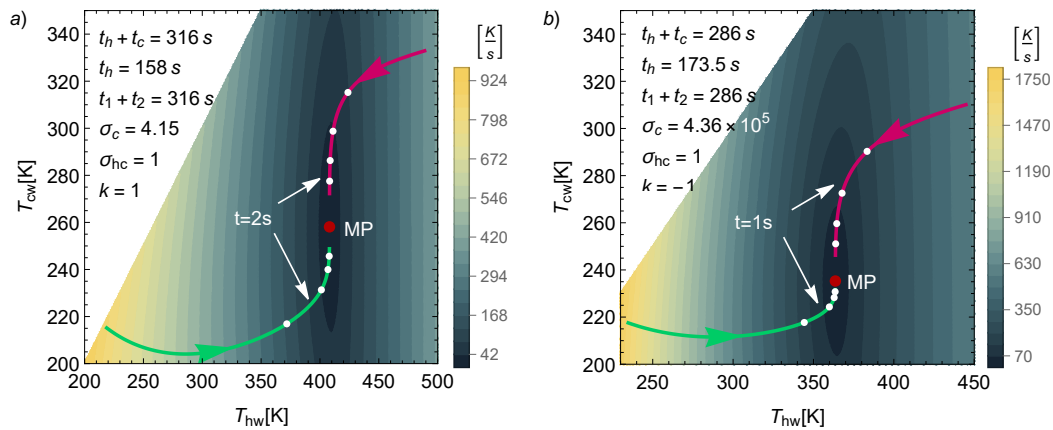 a)
t_h + t_c = 316 s
t_h = 158 s
t_1 + t_2 = 316 s
σ_c = 4.15
σ_hc = 1
k = 1
t=2s
MP
T_cw[K]
340
320
300
280
260
240
220
200
200 250 300 350 400 450 500
T_hw[K]
[K/s]
924
798
672
546
420
294
168
42
b)
t_h + t_c = 286 s
t_h = 173.5 s
t_1 + t_2 = 286 s
σ_c = 4.36 × 10^5
σ_hc = 1
k = −1
t=1s
MP
T_cw[K]
340
320
300
280
260
240
220
200
250 300 350 400 450
T_hw[K]
[K/s]
1750
1470
1190
910
630
350
70